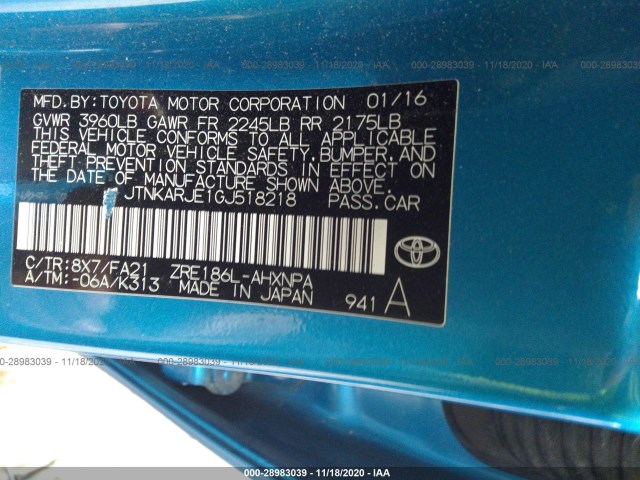 000-28983039 - 11/18/2020 - IAA
MFD.BY:TOYOTA MOTOR CORPORATION 01/16
GVWR 3960LB GAWR FR 2245LB RR 2175LB
THIS VEHICLE CONFORMS TO ALL APPLICABLE
FEDERAL MOTOR VEHICLE SAFETY,BUMPER,AND
THEFT PREVENTION STANDARDS IN EFFECT ON
THE DATE OF MANUFACTURE SHOWN ABOVE.
JTNKARJE1GJ518218 PASS.CAR
C/TR:8X7/FA21 ZRE186L-AHXNPA
A/TM:-06A/K313 MADE IN JAPAN 941 A
000-28983039 - 11/18/2020 - IAA
000-28983039 - 11/18/2020 - IAA